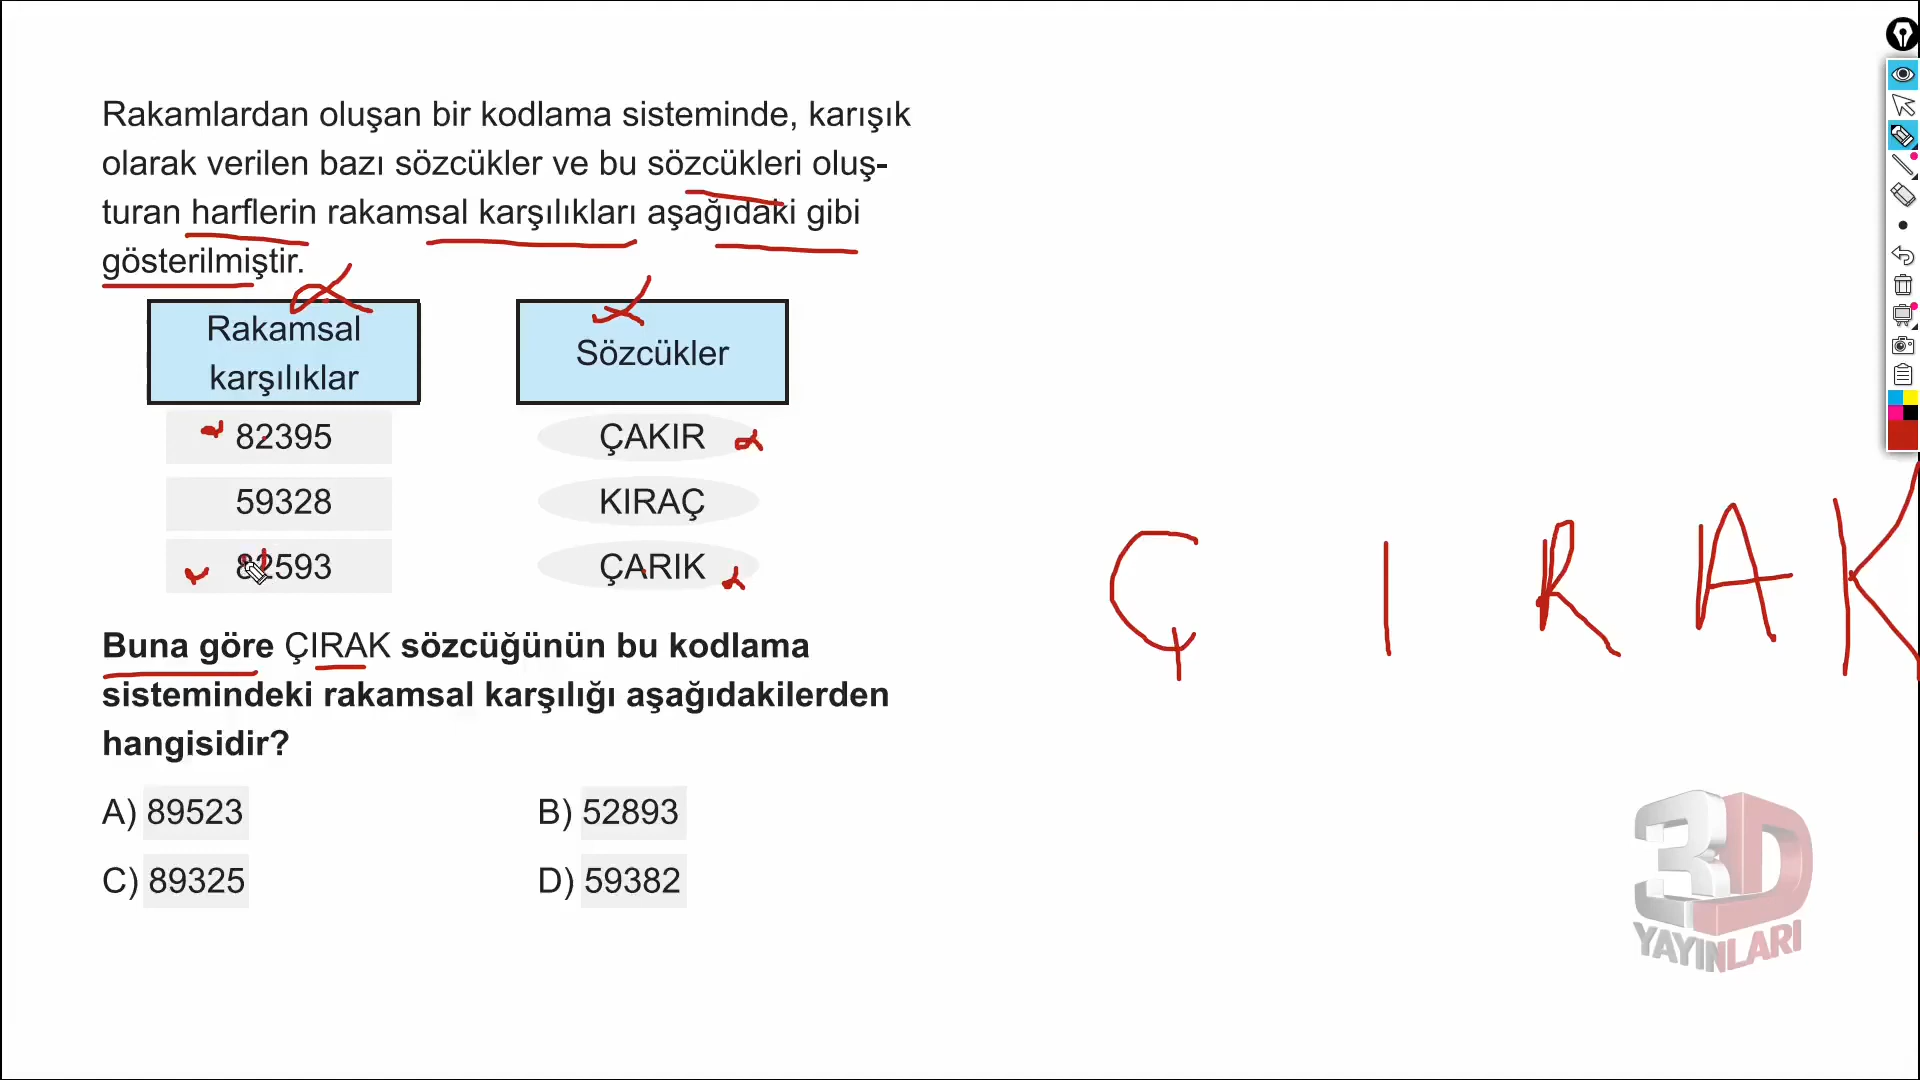 Rakamlardan oluşan bir kodlama sisteminde, karışık
olarak verilen bazı sözcükler ve bu sözcükleri oluş-
turan harflerin rakamsal karşılıkları aşağıdaki gibi
gösterilmiştir.
Rakamsal
karşılıklar
Sözcükler
82395
ÇAKIR
59328
KIRAÇ
82593
ÇARIK
Ç I R A K
Buna göre ÇIRAK sözcüğünün bu kodlama
sistemindeki rakamsal karşılığı aşağıdakilerden
hangisidir?
A) 89523
B) 52893
C) 89325
D) 59382
3D
YAYINLARI